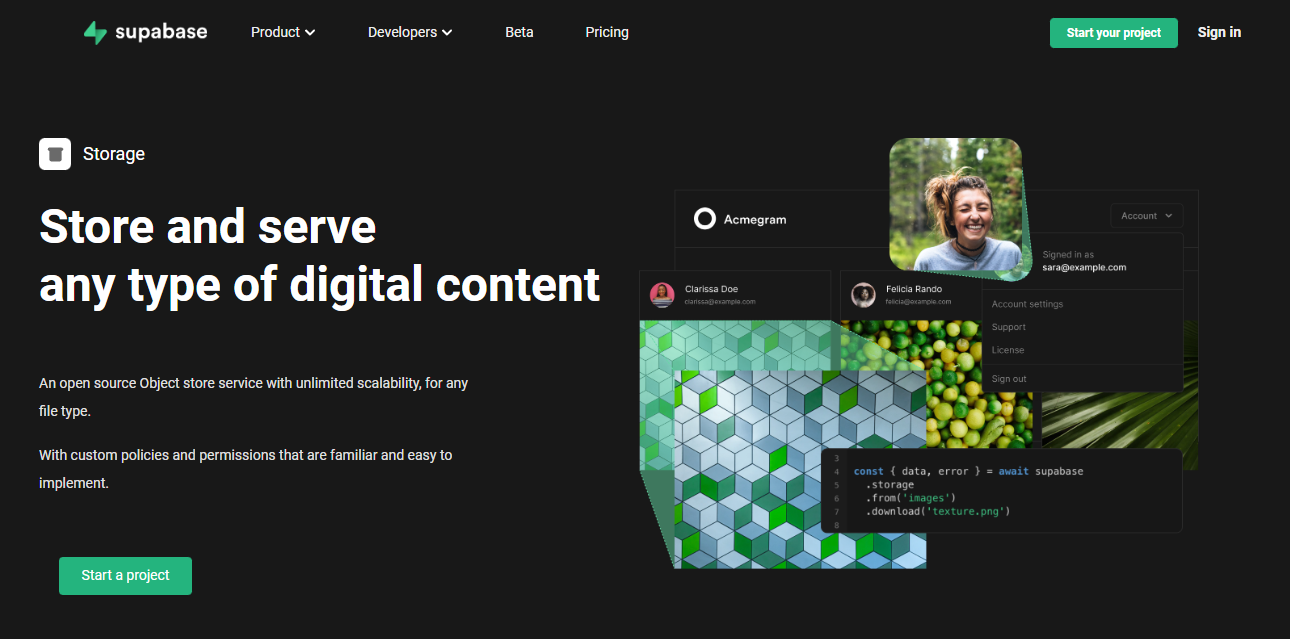 supabase
Product
Developers
Beta
Pricing
Start your project
Sign in
Storage
Store and serve
any type of digital content
An open source Object store service with unlimited scalability, for any
file type.
With custom policies and permissions that are familiar and easy to
implement.
Start a project
Acmegram
Account
Signed in as
sara@example.com
Account settings
Support
License
Sign out
Clarissa Doe
clarissa@example.com
Felicia Rando
felicia@example.com
3
4 const { data, error } = await supabase
5 .storage
6 .from('images')
7 .download('texture.png')
8